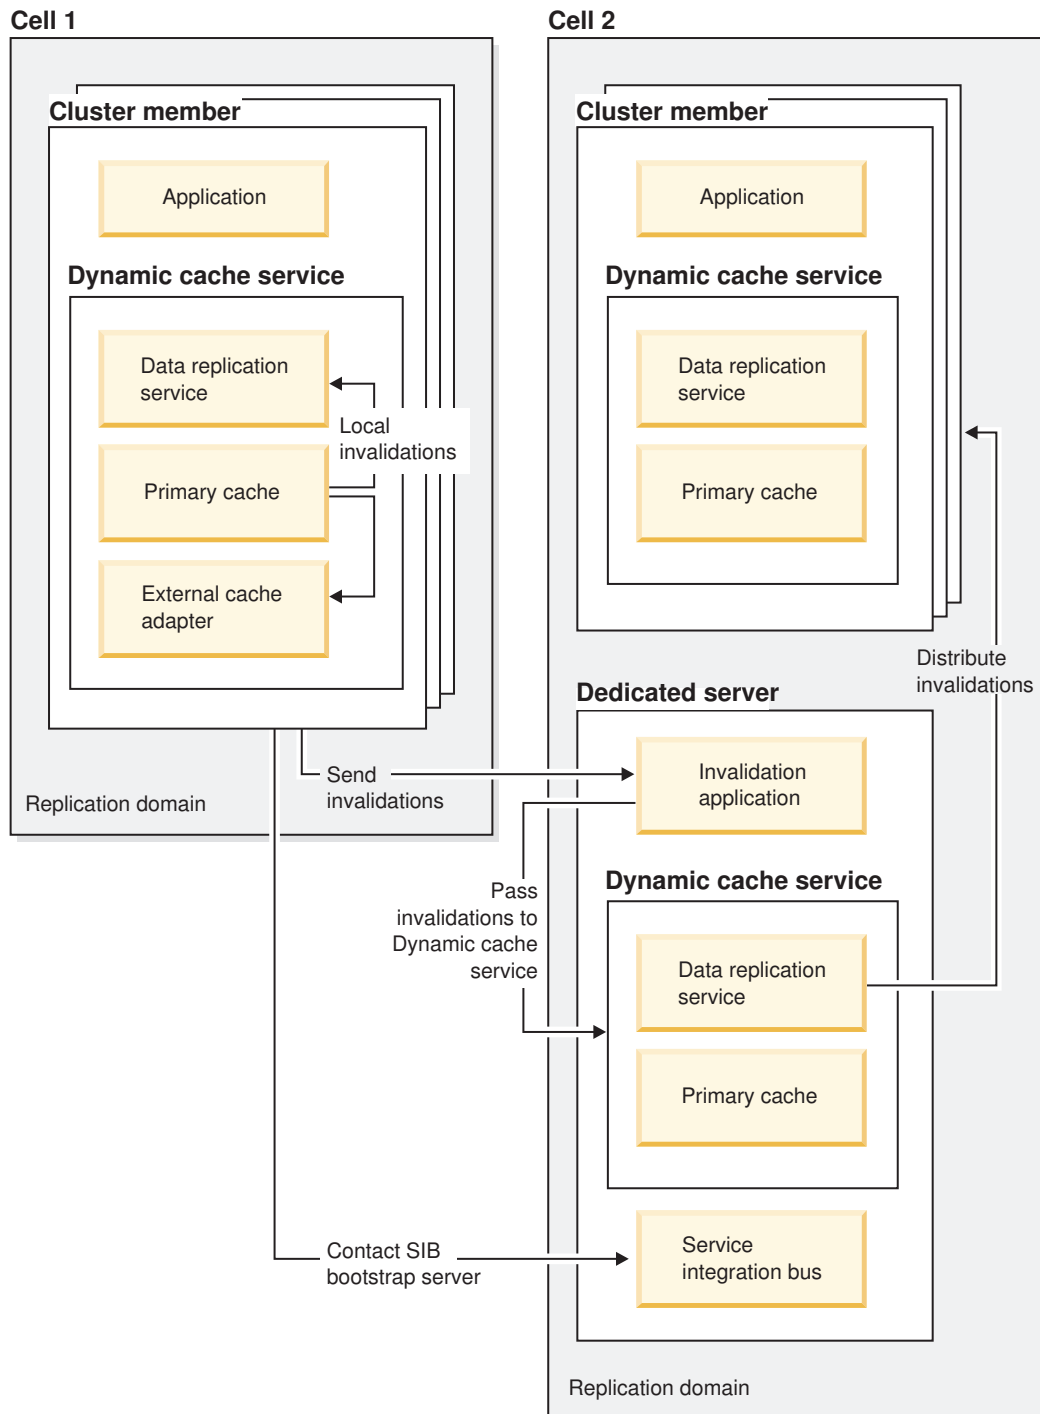 Cell 1
Cluster member
Application
Dynamic cache service
Data replication
service
Local
invalidations
Primary cache
External cache
adapter
Send
invalidations
Replication domain
Cell 2
Cluster member
Application
Dynamic cache service
Data replication
service
Primary cache
Distribute
invalidations
Dedicated server
Invalidation
application
Pass
invalidations to
Dynamic cache
service
Dynamic cache service
Data replication
service
Primary cache
Contact SIB
bootstrap server
Service
integration bus
Replication domain